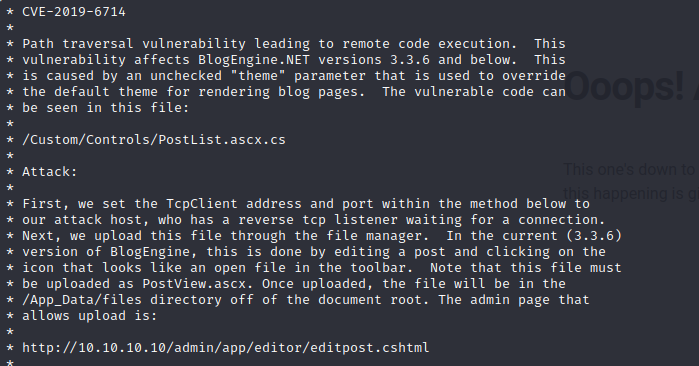 * CVE-2019-6714
*
* Path traversal vulnerability leading to remote code execution.  This
* vulnerability affects BlogEngine.NET versions 3.3.6 and below.  This
* is caused by an unchecked "theme" parameter that is used to override
* the default theme for rendering blog pages.  The vulnerable code can
* be seen in this file:
*
* /Custom/Controls/PostList.ascx.cs
*
* Attack:
*
* First, we set the TcpClient address and port within the method below to
* our attack host, who has a reverse tcp listener waiting for a connection.
* Next, we upload this file through the file manager.  In the current (3.3.6)
* version of BlogEngine, this is done by editing a post and clicking on the
* icon that looks like an open file in the toolbar.  Note that this file must
* be uploaded as PostView.ascx. Once uploaded, the file will be in the
* /App_Data/files directory off of the document root. The admin page that
* allows upload is:
*
* http://10.10.10.10/admin/app/editor/editpost.cshtml
*
Ooops! A
This one's down to
this happening is g